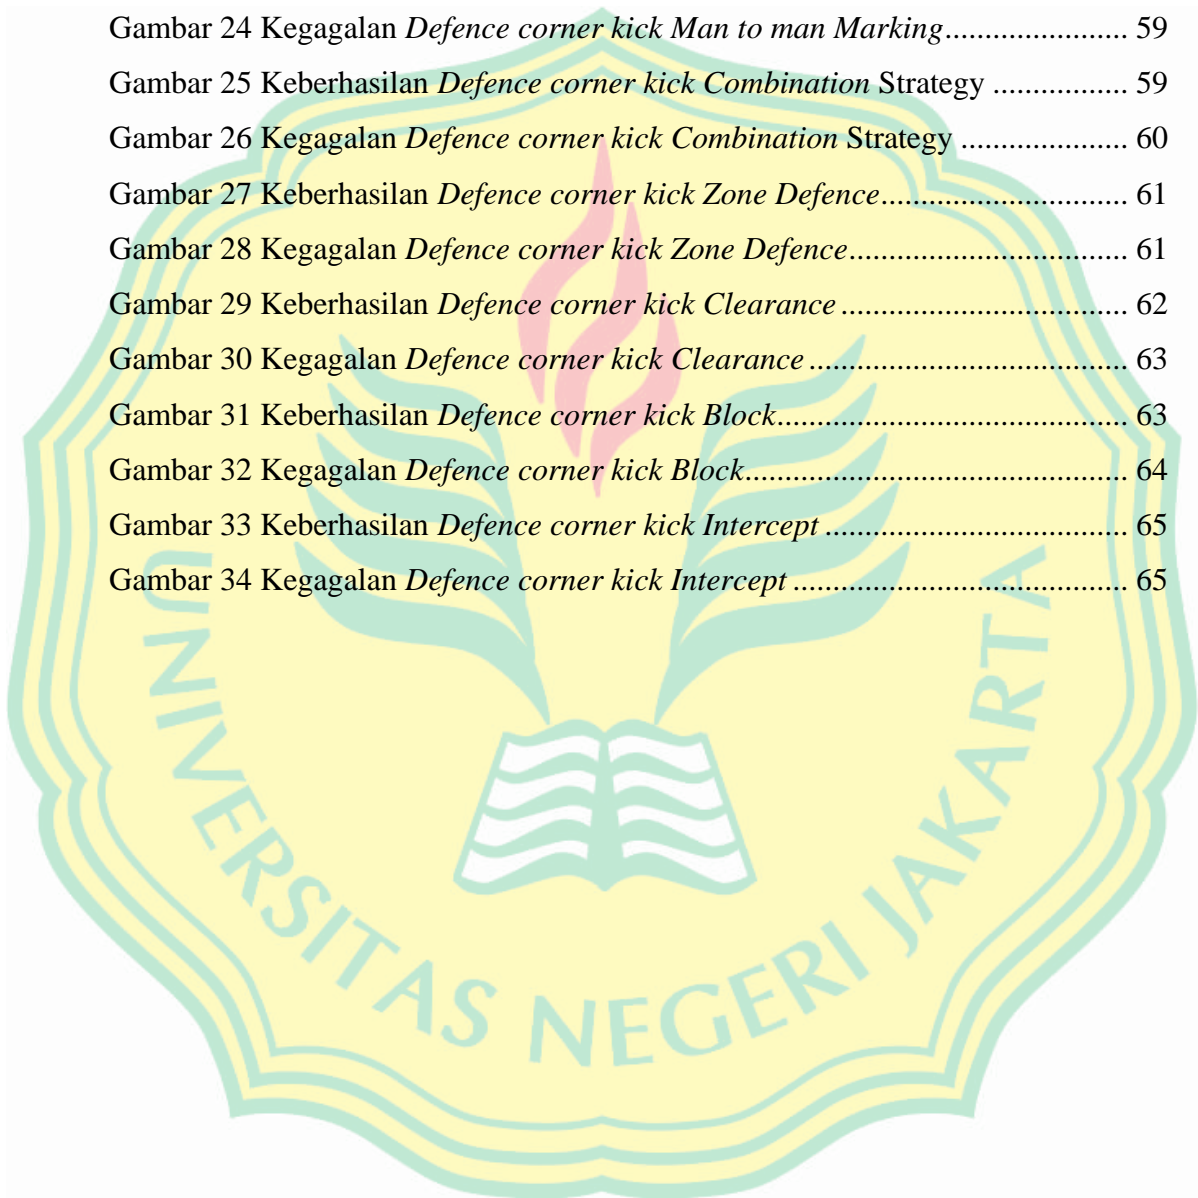 Gambar 24 Kegagalan Defence corner kick Man to man Marking....................... 59
Gambar 25 Keberhasilan Defence corner kick Combination Strategy ................. 59
Gambar 26 Kegagalan Defence corner kick Combination Strategy ..................... 60
Gambar 27 Keberhasilan Defence corner kick Zone Defence............................... 61
Gambar 28 Kegagalan Defence corner kick Zone Defence................................... 61
Gambar 29 Keberhasilan Defence corner kick Clearance .................................... 62
Gambar 30 Kegagalan Defence corner kick Clearance ........................................ 63
Gambar 31 Keberhasilan Defence corner kick Block............................................ 63
Gambar 32 Kegagalan Defence corner kick Block................................................ 64
Gambar 33 Keberhasilan Defence corner kick Intercept ...................................... 65
Gambar 34 Kegagalan Defence corner kick Intercept .......................................... 65
UNIVERSITAS NEGERI JAKARTA